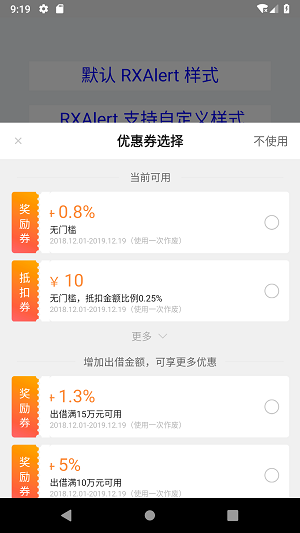 9:19
默认 RXAlert 样式
RXAlert 支持自定义样式
× 优惠券选择 不使用
当前可用
奖励券
+ 0.8%
无门槛
2018.12.01-2019.12.19（使用一次作废）
抵扣券
¥ 10
无门槛，抵扣金额比例0.25%
2018.12.01-2019.12.19（使用一次作废）
更多
增加出借金额，可享更多优惠
奖励券
+ 1.3%
出借满15万元可用
2018.12.01-2019.12.19（使用一次作废）
奖励券
+ 5%
出借满10万元可用
2018.12.01-2019.12.19（使用一次作废）